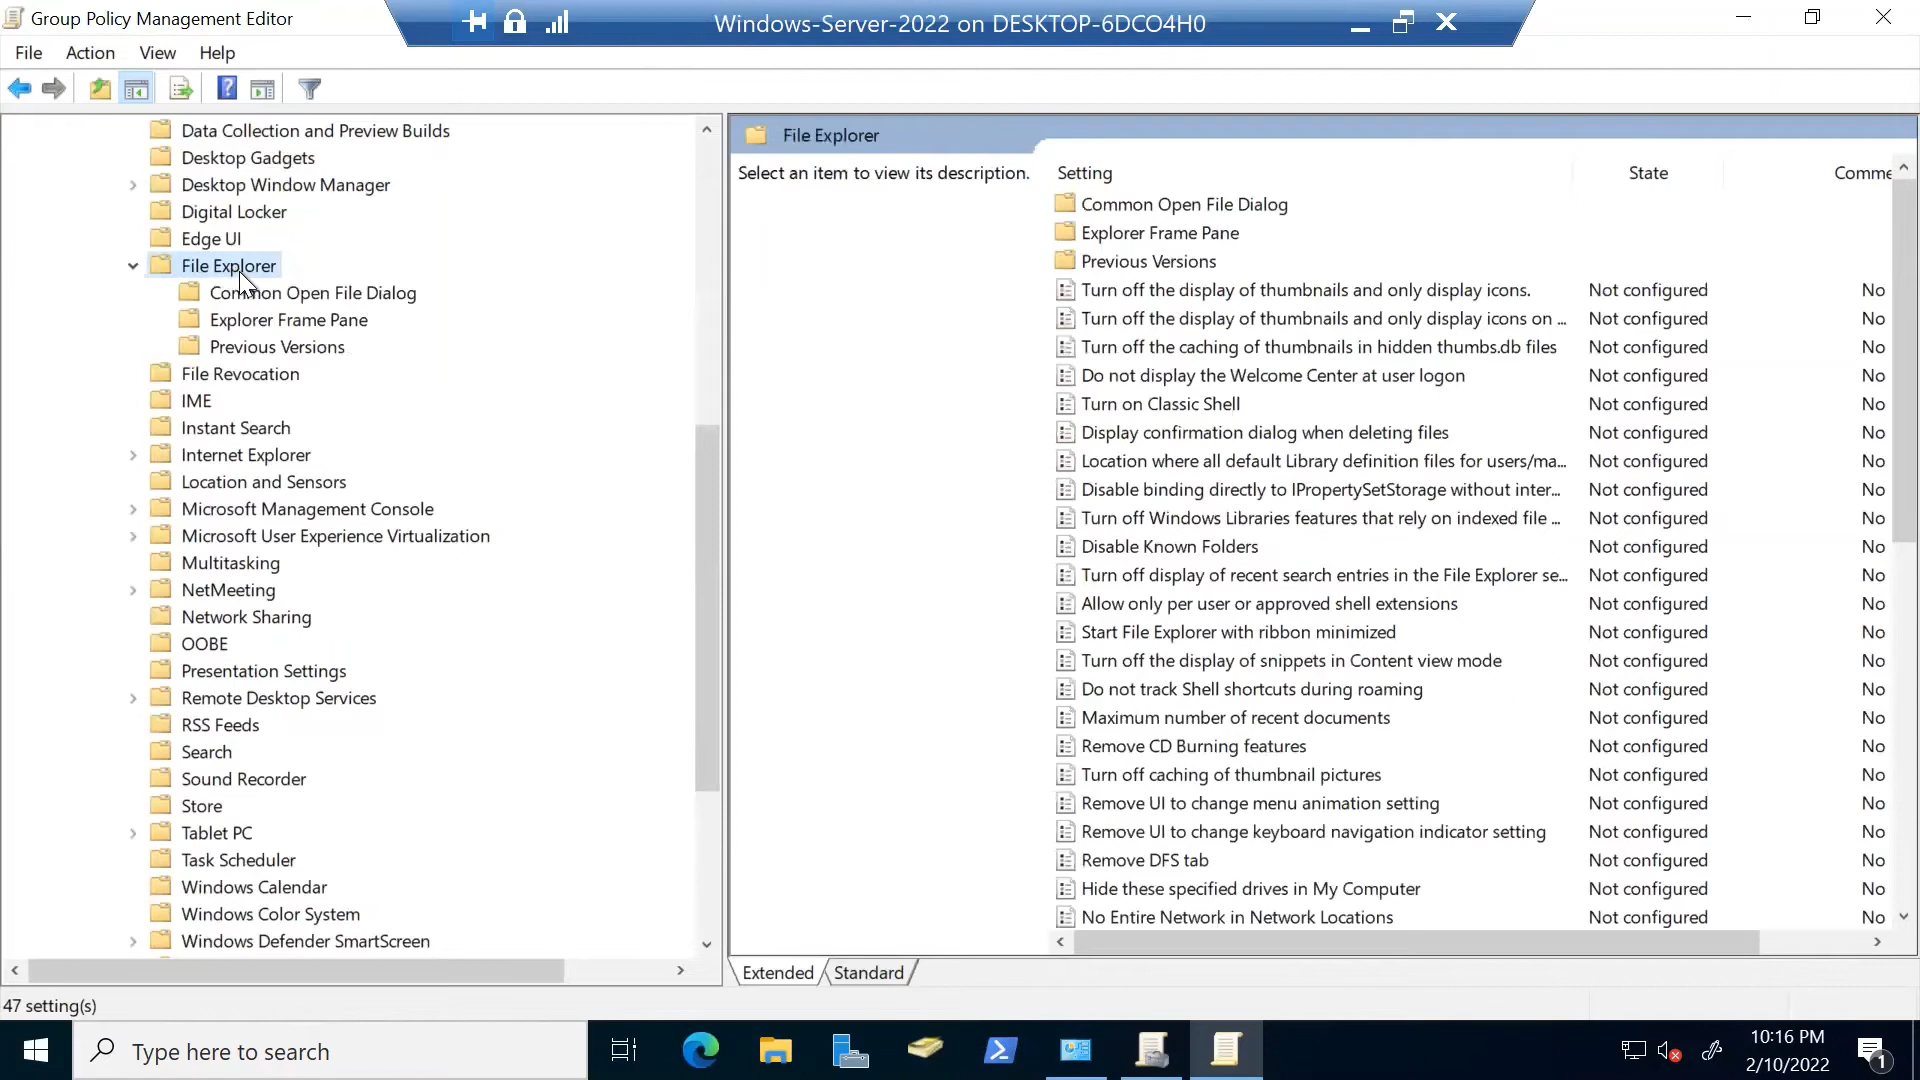 Group Policy Management Editor
Windows-Server-2022 on DESKTOP-6DCO4H0
File Action View Help
Data Collection and Preview Builds
Desktop Gadgets
Desktop Window Manager
Digital Locker
Edge UI
File Explorer
Common Open File Dialog
Explorer Frame Pane
Previous Versions
File Revocation
IME
Instant Search
Internet Explorer
Location and Sensors
Microsoft Management Console
Microsoft User Experience Virtualization
Multitasking
NetMeeting
Network Sharing
OOBE
Presentation Settings
Remote Desktop Services
RSS Feeds
Search
Sound Recorder
Store
Tablet PC
Task Scheduler
Windows Calendar
Windows Color System
Windows Defender SmartScreen
File Explorer
Select an item to view its description.
Setting State Comme
Common Open File Dialog
Explorer Frame Pane
Previous Versions
Turn off the display of thumbnails and only display icons. Not configured No
Turn off the display of thumbnails and only display icons on ... Not configured No
Turn off the caching of thumbnails in hidden thumbs.db files Not configured No
Do not display the Welcome Center at user logon Not configured No
Turn on Classic Shell Not configured No
Display confirmation dialog when deleting files Not configured No
Location where all default Library definition files for users/ma... Not configured No
Disable binding directly to IPropertySetStorage without inter... Not configured No
Turn off Windows Libraries features that rely on indexed file ... Not configured No
Disable Known Folders Not configured No
Turn off display of recent search entries in the File Explorer se... Not configured No
Allow only per user or approved shell extensions Not configured No
Start File Explorer with ribbon minimized Not configured No
Turn off the display of snippets in Content view mode Not configured No
Do not track Shell shortcuts during roaming Not configured No
Maximum number of recent documents Not configured No
Remove CD Burning features Not configured No
Turn off caching of thumbnail pictures Not configured No
Remove UI to change menu animation setting Not configured No
Remove UI to change keyboard navigation indicator setting Not configured No
Remove DFS tab Not configured No
Hide these specified drives in My Computer Not configured No
No Entire Network in Network Locations Not configured No
Extended Standard
47 setting(s)
Type here to search
10:16 PM
2/10/2022
1